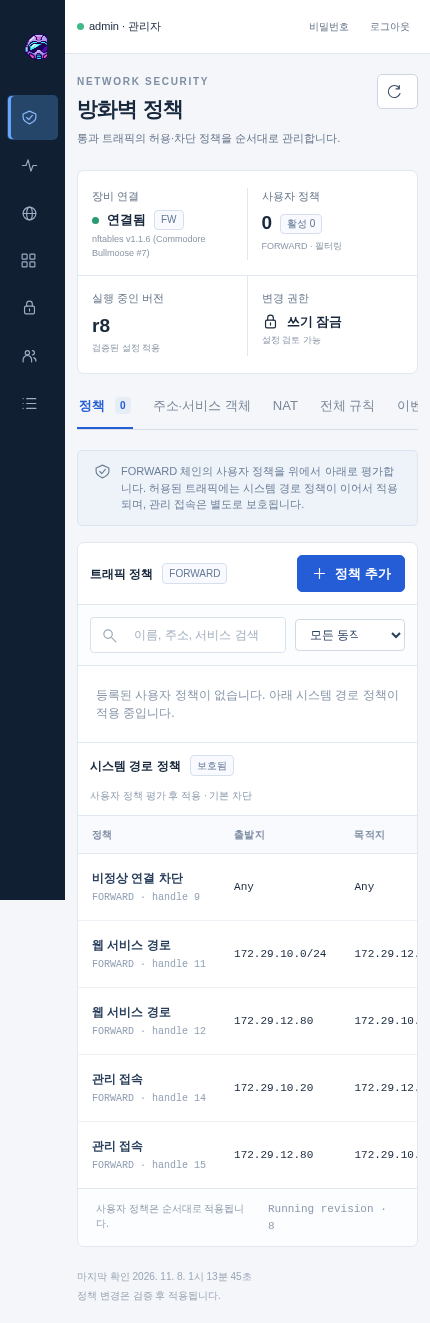 admin · 관리자
비밀번호
로그아웃
NETWORK SECURITY
방화벽 정책
통과 트래픽의 허용·차단 정책을 순서대로 관리합니다.
장비 연결
연결됨 FW
nftables v1.1.6 (Commodore
Bullmoose #7)
사용자 정책
0 활성 0
FORWARD · 필터링
실행 중인 버전
r8
검증된 설정 적용
변경 권한
쓰기 잠금
설정 검토 가능
정책 0 주소·서비스 객체 NAT 전체 규칙 이벤
FORWARD 체인의 사용자 정책을 위에서 아래로 평가합
니다. 허용된 트래픽에는 시스템 경로 정책이 이어서 적용
되며, 관리 접속은 별도로 보호됩니다.
트래픽 정책 FORWARD
정책 추가
이름, 주소, 서비스 검색
모든 동작
등록된 사용자 정책이 없습니다. 아래 시스템 경로 정책이
적용 중입니다.
시스템 경로 정책 보호됨
사용자 정책 평가 후 적용 · 기본 차단
정책 출발지 목적지
비정상 연결 차단
FORWARD · handle 9
Any
Any
웹 서비스 경로
FORWARD · handle 11
172.29.10.0/24
172.29.12.
웹 서비스 경로
FORWARD · handle 12
172.29.12.80
172.29.10.
관리 접속
FORWARD · handle 14
172.29.10.20
172.29.12.
관리 접속
FORWARD · handle 15
172.29.12.80
172.29.10.
사용자 정책은 순서대로 적용됩니
다.
Running revision ·
8
마지막 확인 2026. 11. 8. 1시 13분 45초
정책 변경은 검증 후 적용됩니다.